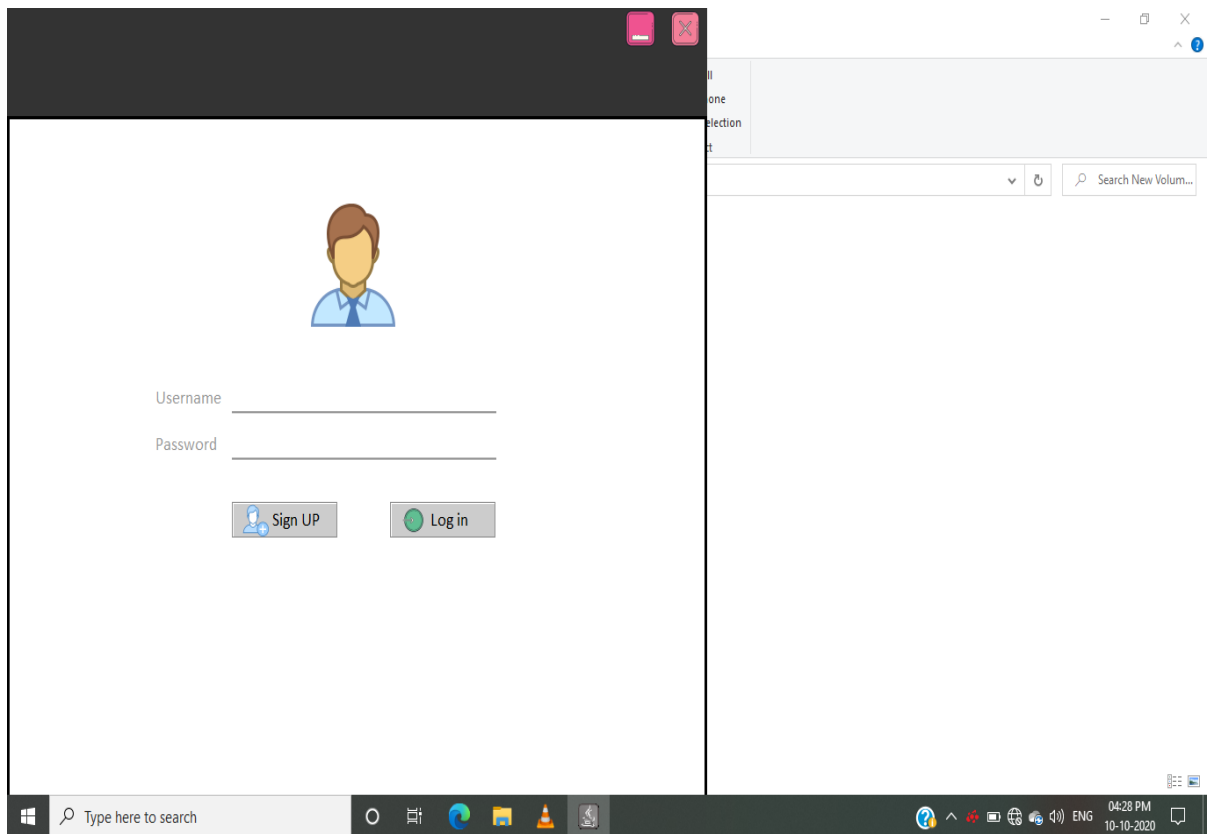 ll
one
election
ct
Search New Volum...
Username
Password
Sign UP
Log in
Type here to search
ENG
04:28 PM
10-10-2020